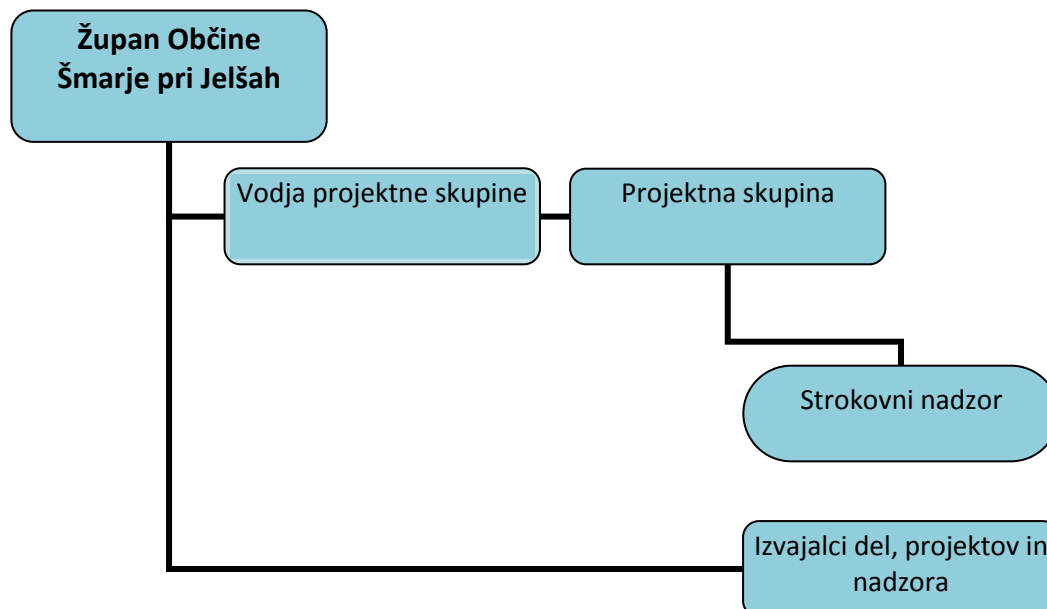 Župan Občine
Šmarje pri Jelšah
Vodja projektne skupine
Projektna skupina
Strokovni nadzor
Izvajalci del, projektov in
nadzora